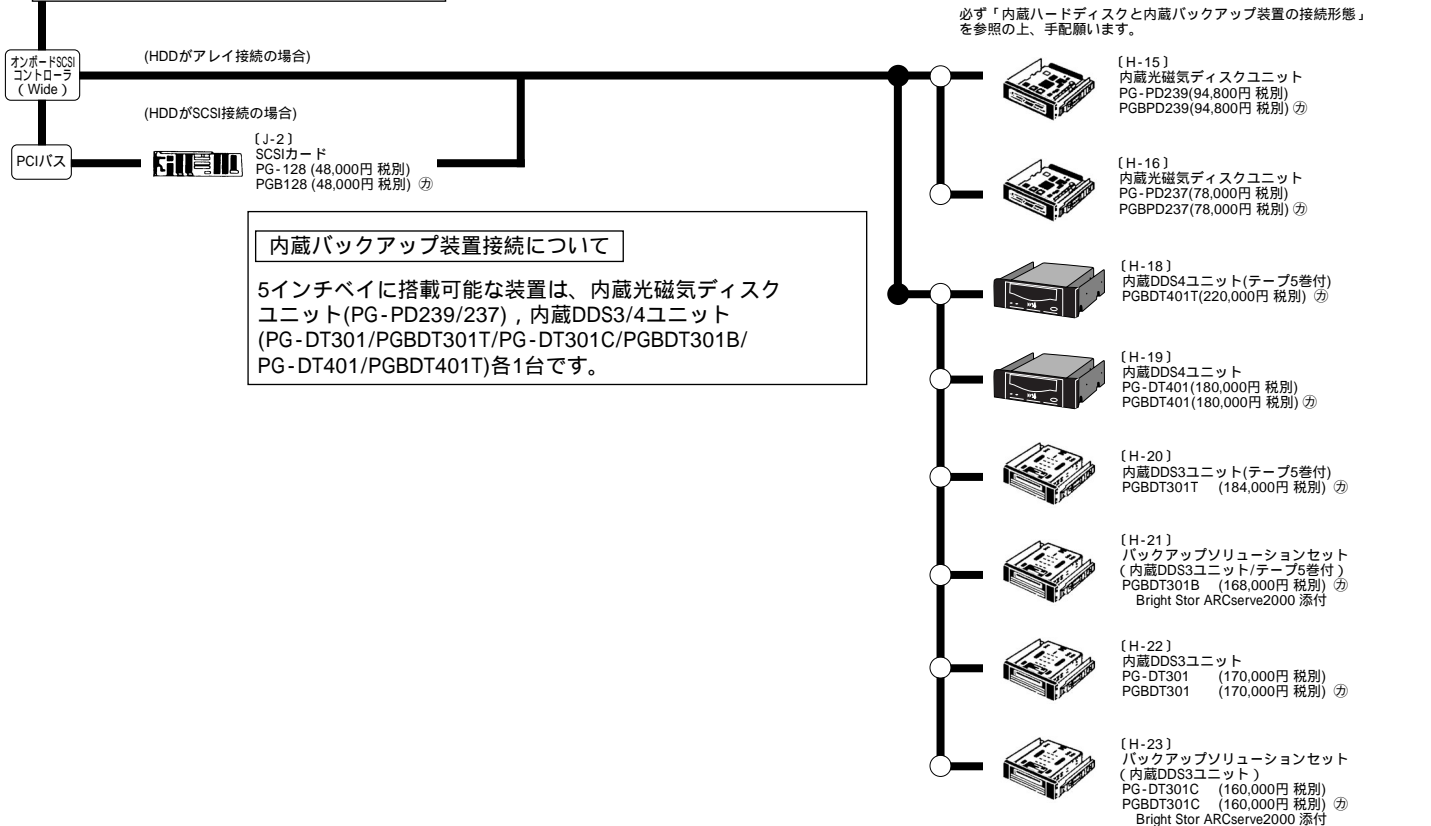 必ず「内蔵ハードディスクと内蔵バックアップ装置の接続形態」
を参照の上、手配願います。
オンボードSCSI
コントローラ
(Wide)
(HDDがアレイ接続の場合)
(HDDがSCSI接続の場合)
PCIバス
〔J-2〕
SCSIカード
PG-128 (48,000円 税別)
PGB128 (48,000円 税別) ㋕
内蔵バックアップ装置接続について
5インチベイに搭載可能な装置は、内蔵光磁気ディスク
ユニット(PG-PD239/237) , 内蔵DDS3/4ユニット
(PG-DT301/PGBDT301T/PG-DT301C/PGBDT301B/
PG-DT401/PGBDT401T)各1台です。
〔H-15〕
内蔵光磁気ディスクユニット
PG-PD239(94,800円 税別)
PGBPD239(94,800円 税別) ㋕
〔H-16〕
内蔵光磁気ディスクユニット
PG-PD237(78,000円 税別)
PGBPD237(78,000円 税別) ㋕
〔H-18〕
内蔵DDS4ユニット(テープ5巻付)
PGBDT401T(220,000円 税別) ㋕
〔H-19〕
内蔵DDS4ユニット
PG-DT401(180,000円 税別)
PGBDT401(180,000円 税別) ㋕
〔H-20〕
内蔵DDS3ユニット(テープ5巻付)
PGBDT301T (184,000円 税別) ㋕
〔H-21〕
バックアップソリューションセット
(内蔵DDS3ユニット/テープ5巻付)
PGBDT301B (168,000円 税別) ㋕
Bright Stor ARCserve2000 添付
〔H-22〕
内蔵DDS3ユニット
PG-DT301 (170,000円 税別)
PGBDT301 (170,000円 税別) ㋕
〔H-23〕
バックアップソリューションセット
(内蔵DDS3ユニット)
PG-DT301C (160,000円 税別)
PGBDT301C (160,000円 税別) ㋕
Bright Stor ARCserve2000 添付